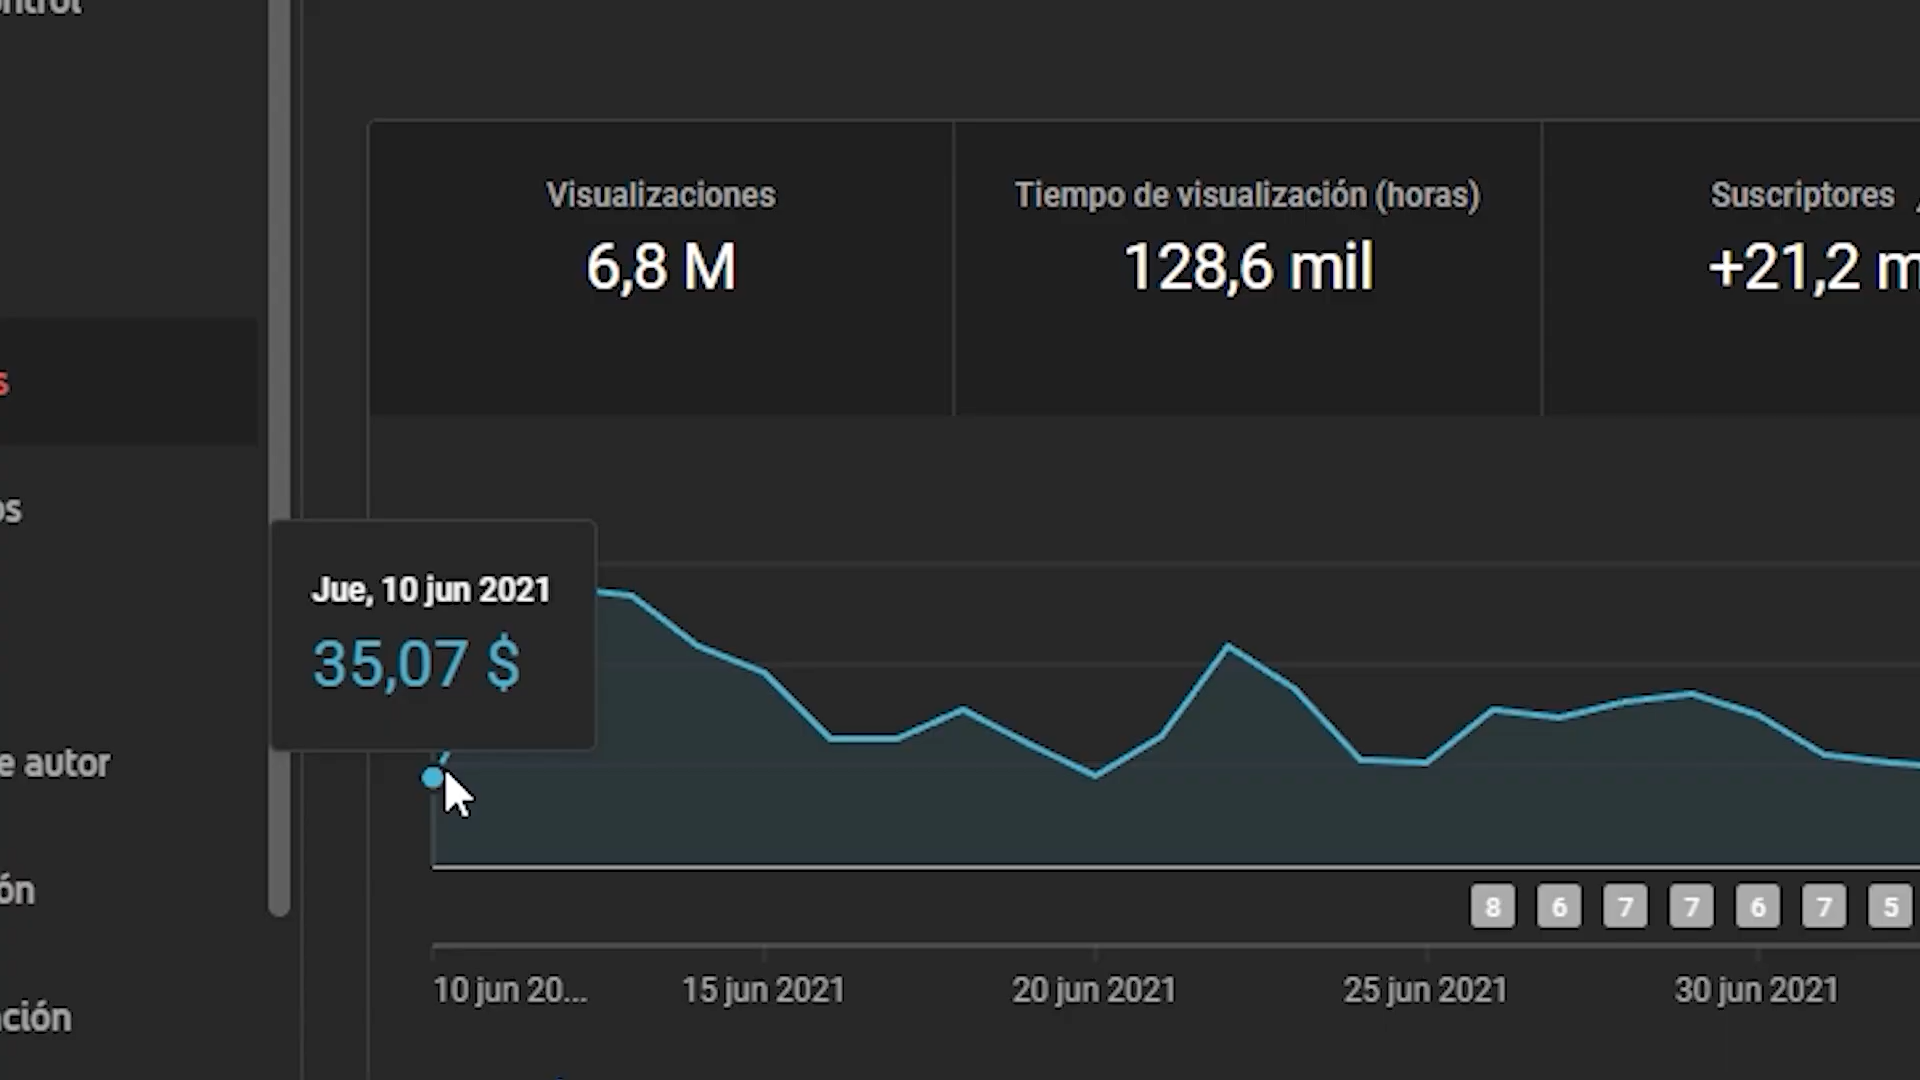 Visualizaciones
6,8 M
Tiempo de visualización (horas)
128,6 mil
Suscriptores
+21,2 m
os
Jue, 10 jun 2021
35,07 $
e autor
ón
ación
8 6 7 7 6 7 5
10 jun 20... 15 jun 2021 20 jun 2021 25 jun 2021 30 jun 2021